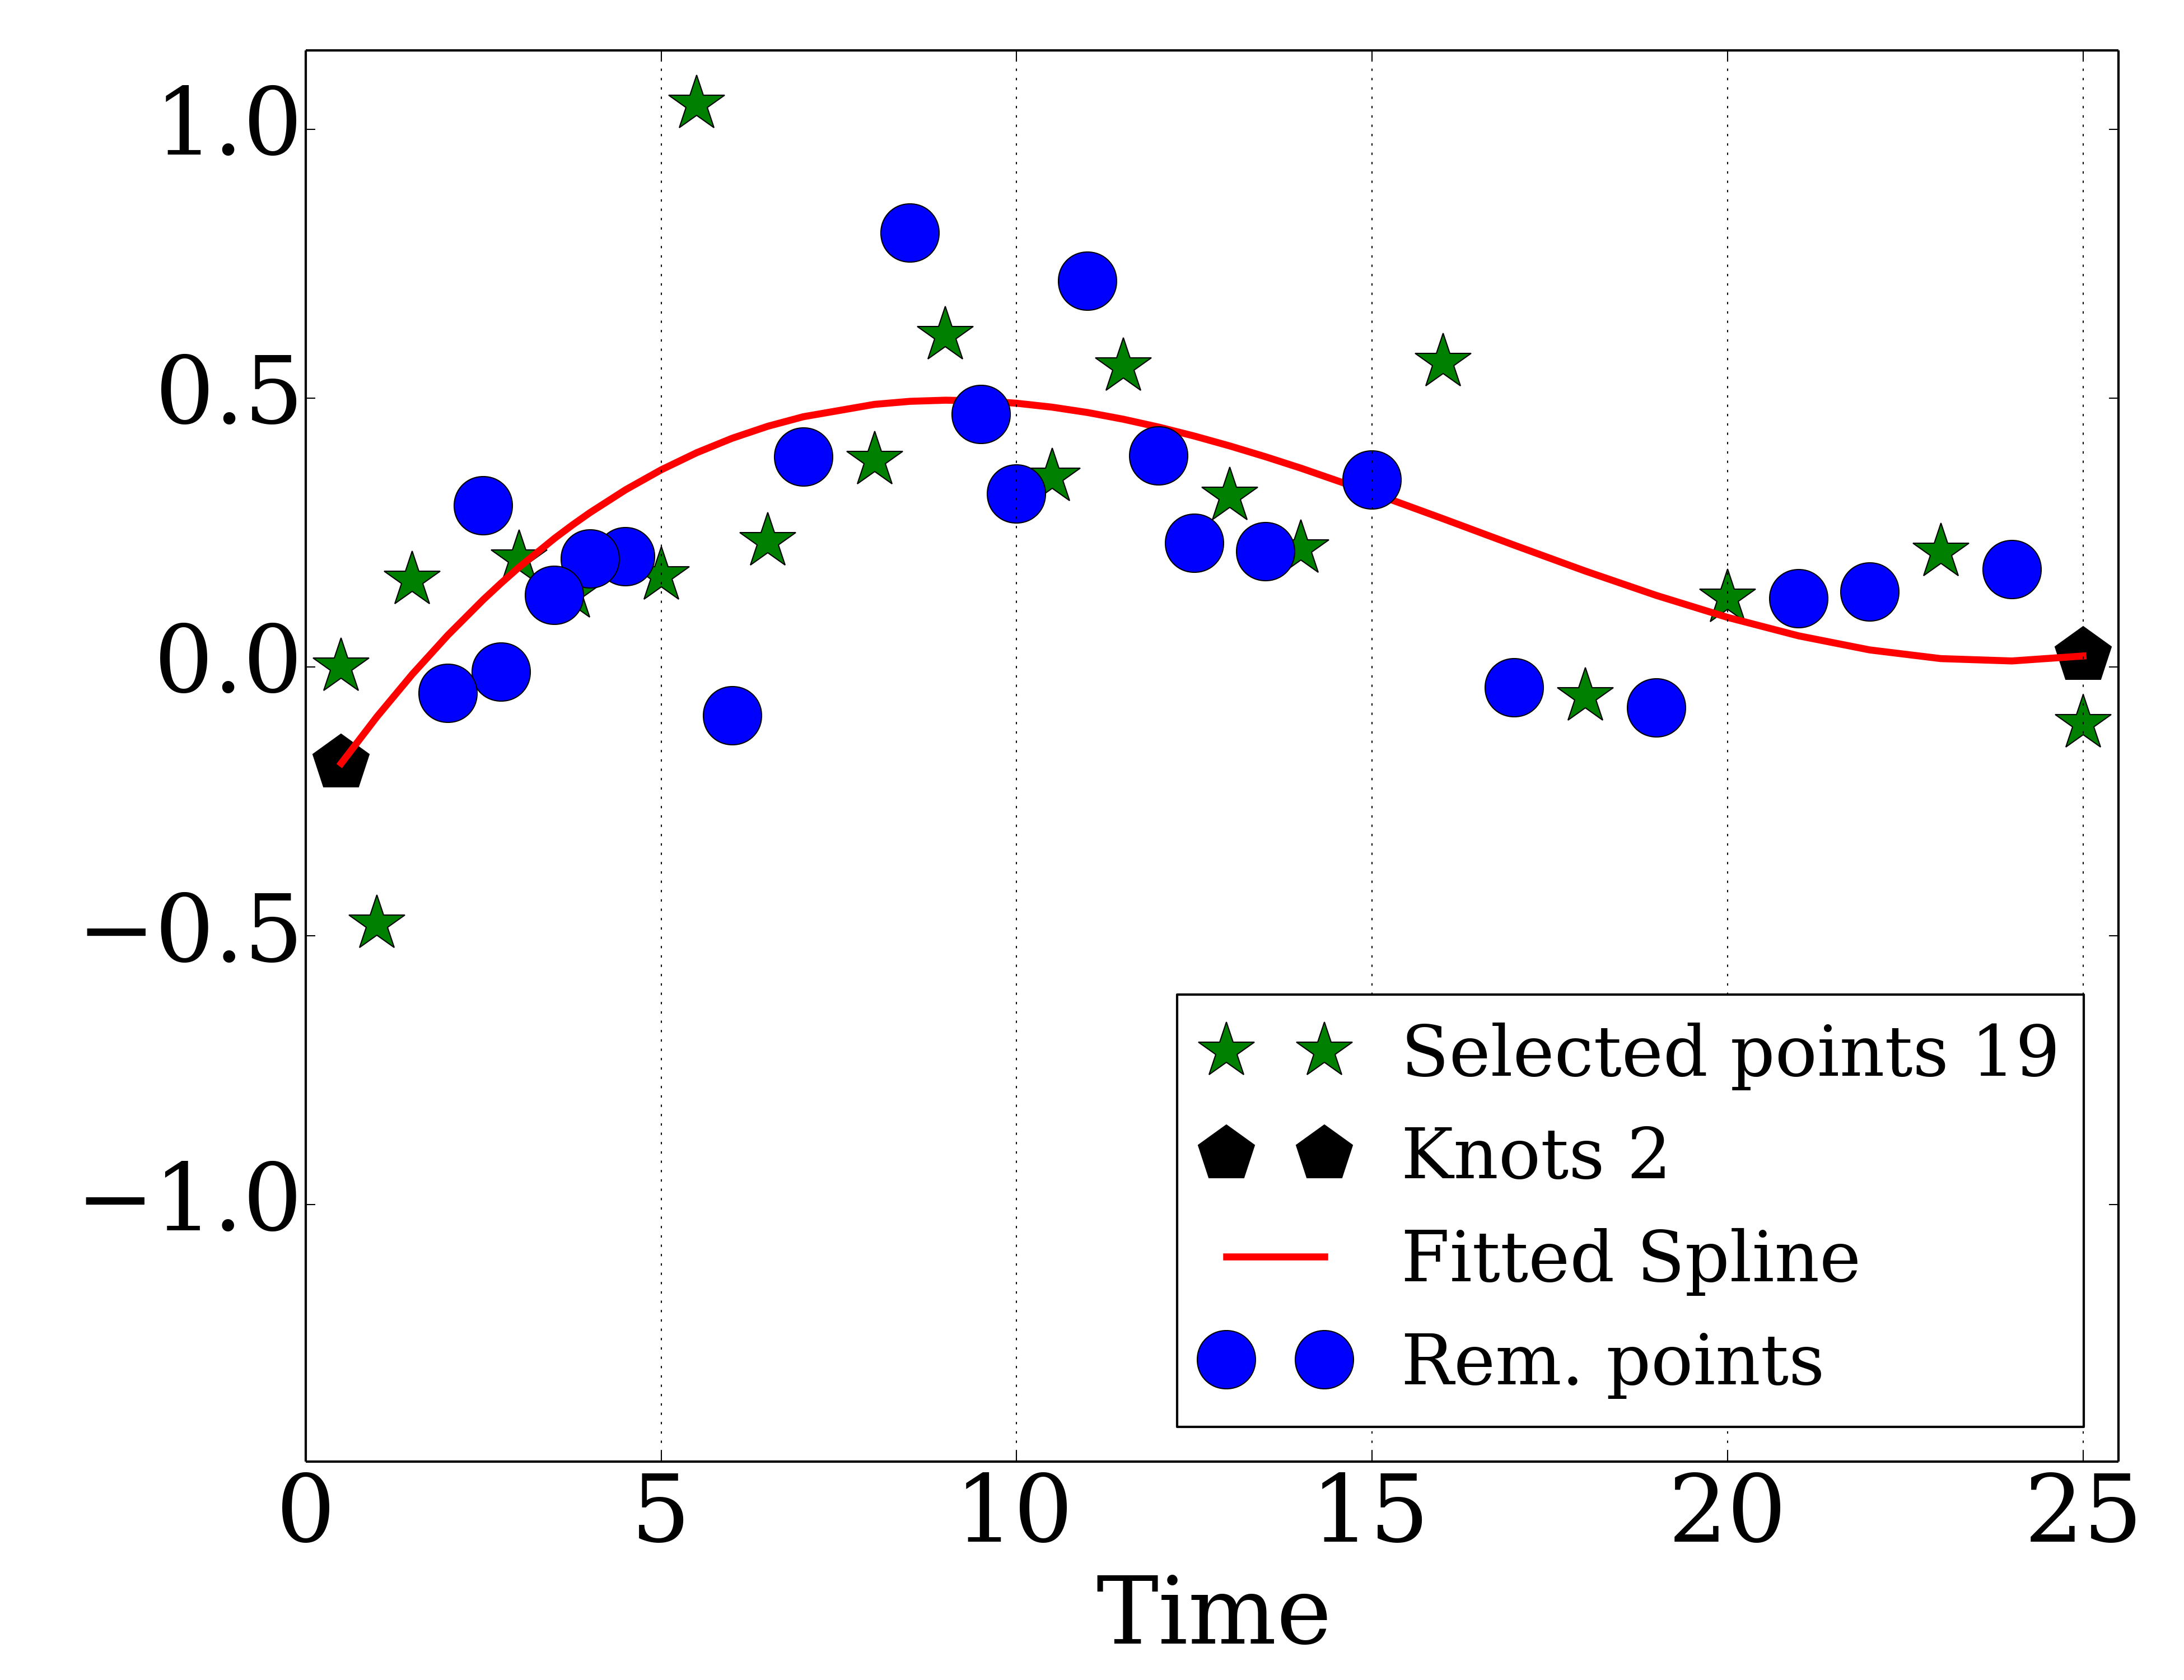 1.0
0.5
0.0
−0.5
−1.0
Selected points 19
Knots 2
Fitted Spline
Rem. points
0 5 10 15 20 25
Time